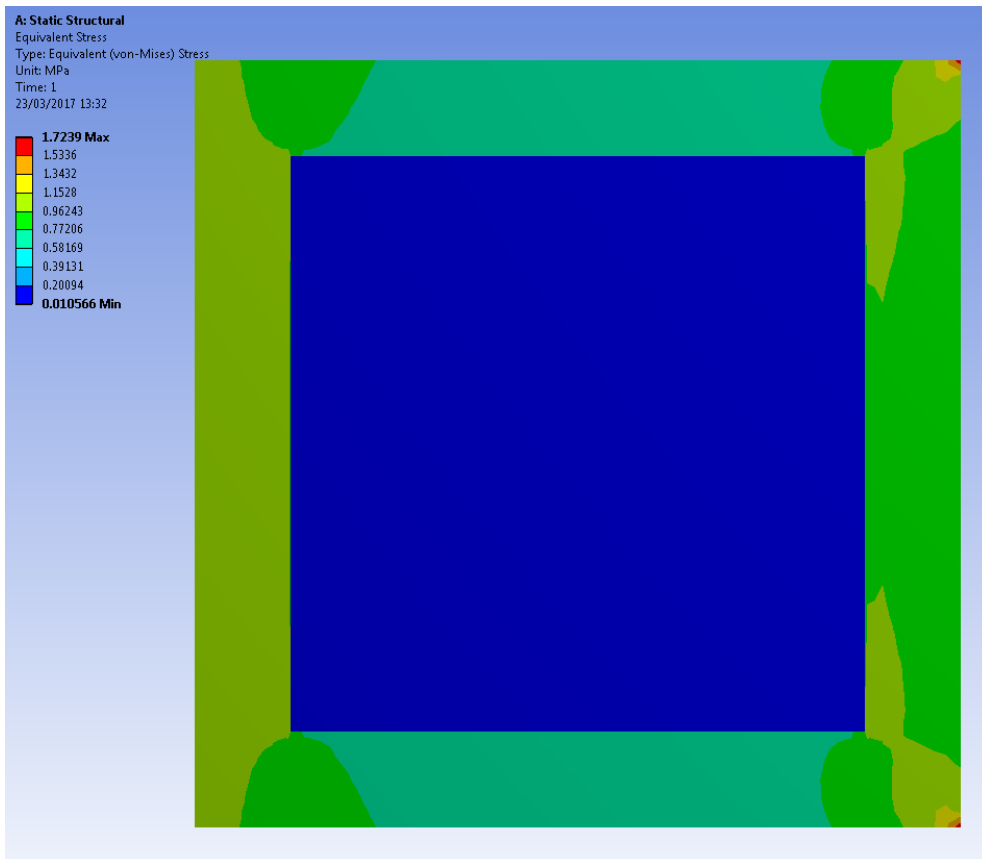 A: Static Structural
Equivalent Stress
Type: Equivalent (von-Mises) Stress
Unit: MPa
Time: 1
23/03/2017 13:32
1.7239 Max
1.5336
1.3432
1.1528
0.96243
0.77206
0.58169
0.39131
0.20094
0.010566 Min